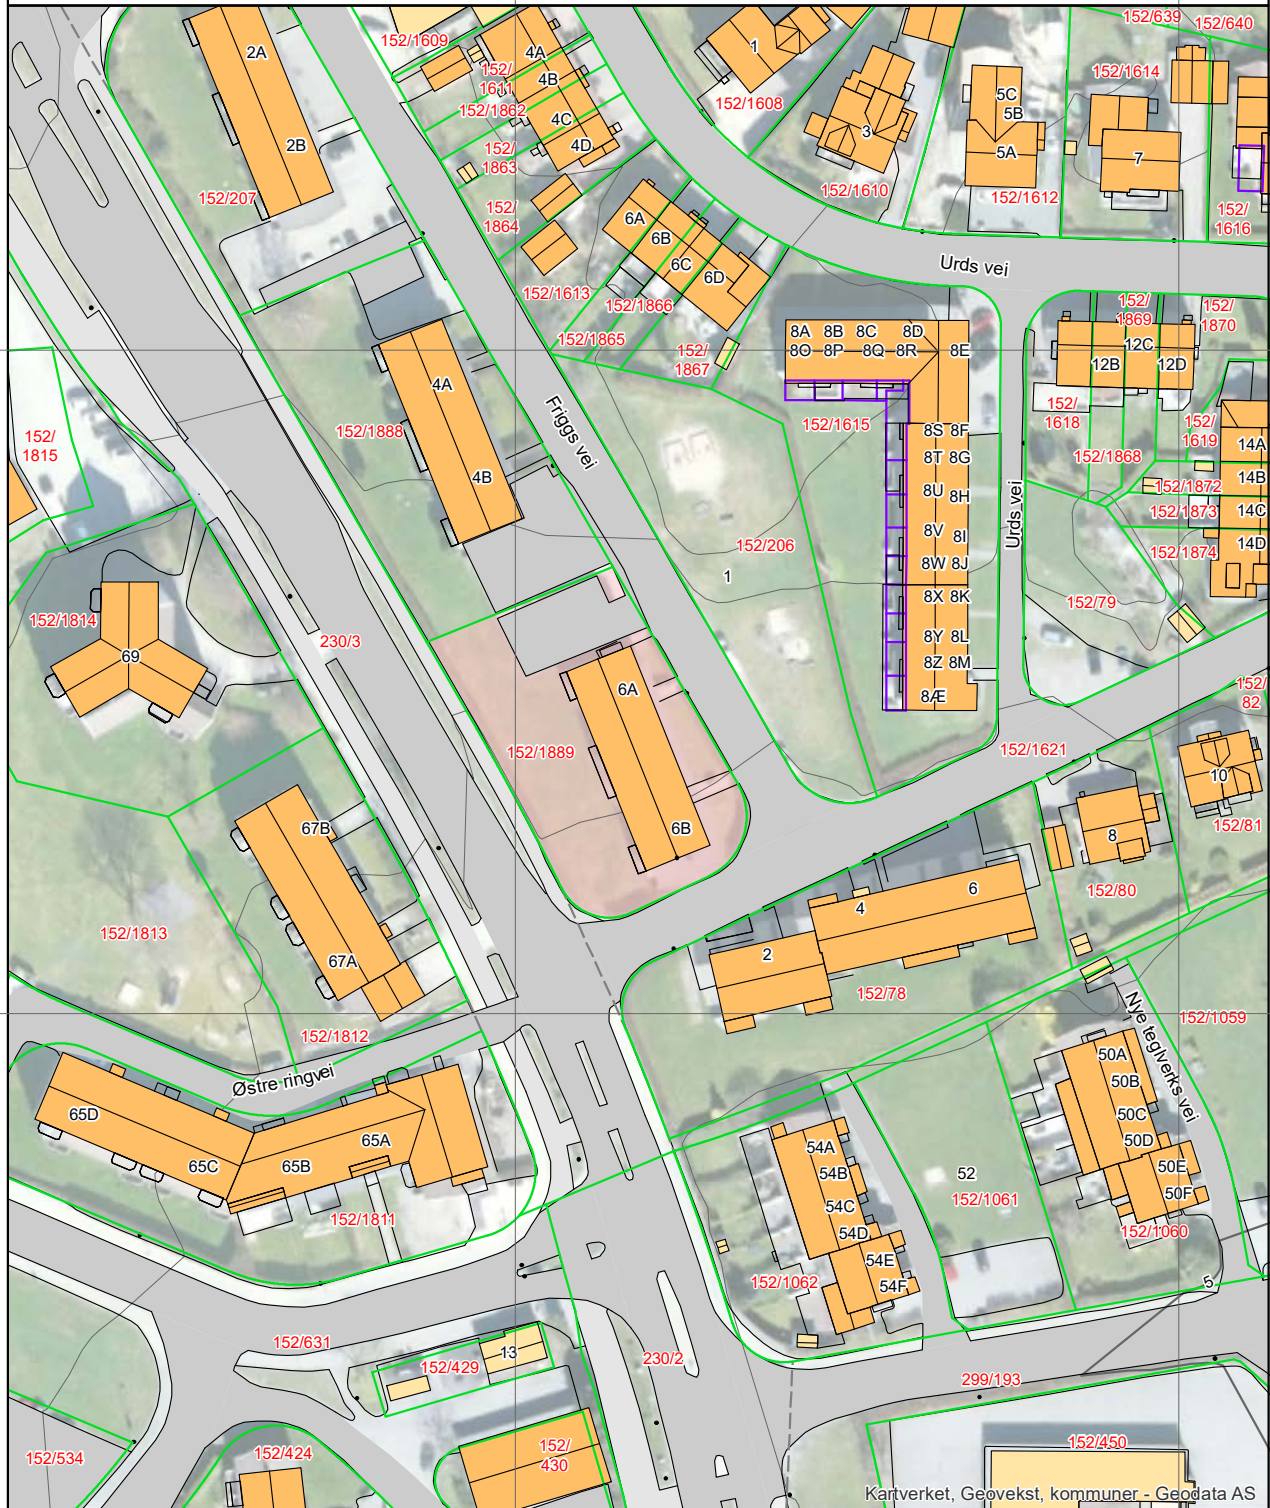 152/639
152/640
152/1609
2A
4A
1
152/
1611
4B
5C
5B
152/1614
152/1608
152/1862
4C
3
2B
4D
5A
7
152/
1863
152/207
152/1610
152/1612
152/
1864
6A
152/
1616
6B
6C
6D
Urds vei
152/1613
152/1866
152/
1869
152/
1870
8A 8B 8C 8D
152/1865
8O 8P 8Q 8R 8E
12C
152/
1867
12B
12D
4A
Friggs vei
152/1888
152/1615
152/
1618
152/
1619
152/
1815
8S 8F
8T 8G
152/1868
14A
4B
14B
8U 8H
152/1872
Urds vei
152/1873
14C
8V 8I
152/206
152/1874
14D
8W 8J
1
8X 8K
152/79
152/1814
8Y 8L
230/3
69
8Z 8M
6A
8Æ
152/
82
152/1889
152/1621
10
67B
6B
8
152/81
152/80
6
4
152/1813
2
67A
152/78
Nye teglverks vei
152/1059
152/1812
50A
Østre ringvei
50B
65D
50C
65A
50D
54A
65C
65B
54B
50E
52
50F
54C
152/1061
152/1811
54D
152/1060
54E
152/1062
54F
5
152/631
13
152/429
230/2
299/193
152/534
152/424
152/
430
152/450
Kartverket, Geovekst, kommuner - Geodata AS